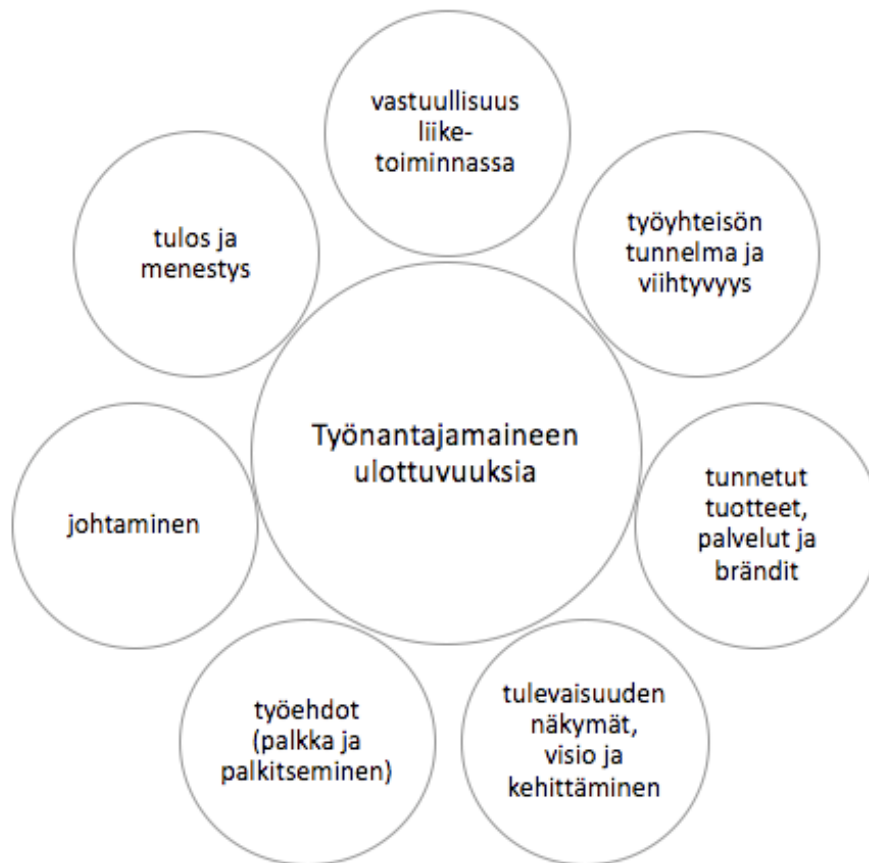 vastuullisuus
liike-
toiminnassa
tulos ja
menestys
työyhteisön
tunnelma ja
viihtyvyys
Työnantajamaineen
ulottuvuuksia
johtaminen
tunnetut
tuotteet,
palvelut ja
brändit
työehdot
(palkka ja
palkitseminen)
tulevaisuuden
näkymät,
visio ja
kehittäminen